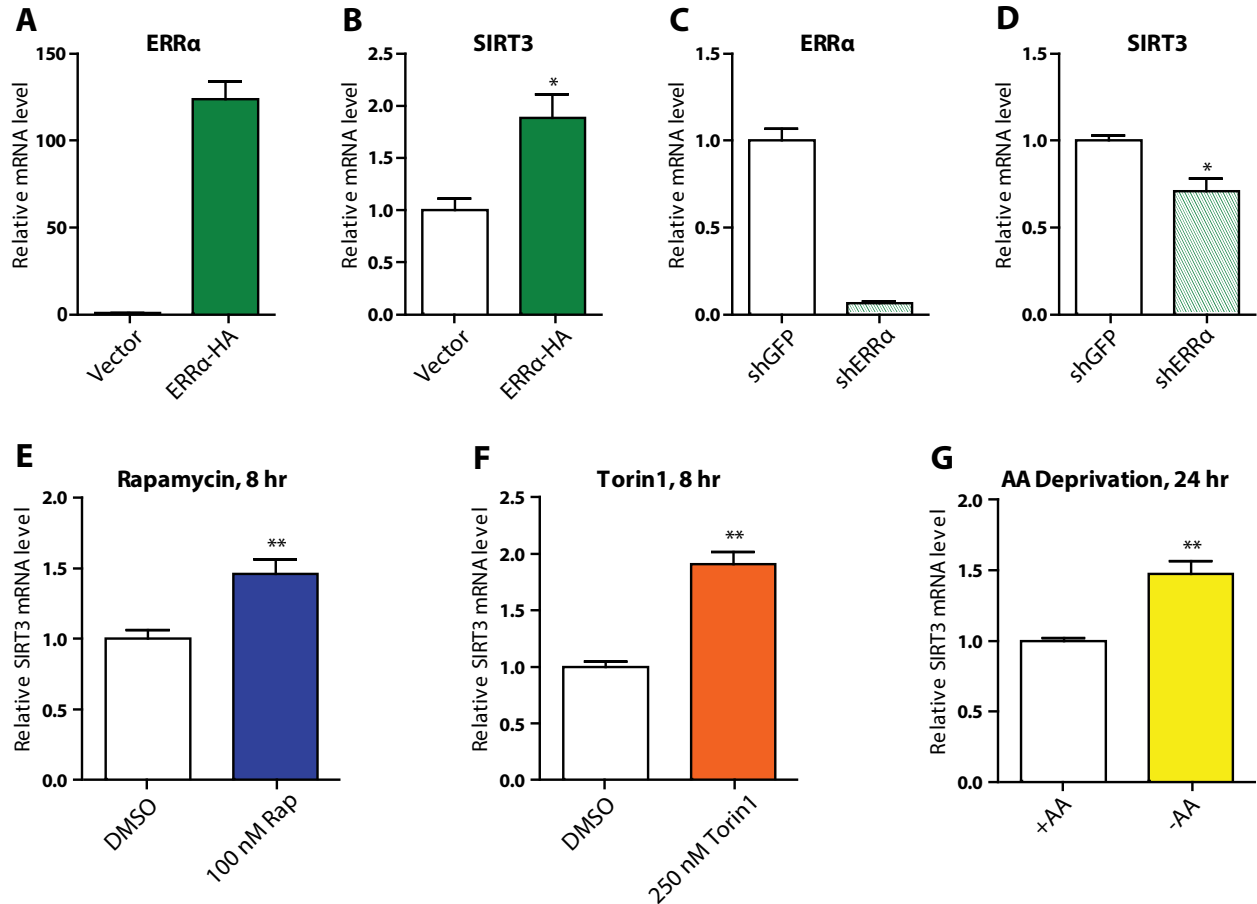 A
ERRα
Relative mRNA level
150
100
50
0
Vector
ERRα-HA
B
SIRT3
Relative mRNA level
2.5
2.0
1.5
1.0
0.5
0.0
*
Vector
ERRα-HA
C
ERRα
Relative mRNA level
1.5
1.0
0.5
0.0
shGFP
shERRα
D
SIRT3
Relative mRNA level
1.5
1.0
0.5
0.0
*
shGFP
shERRα
E
Rapamycin, 8 hr
Relative SIRT3 mRNA level
2.0
1.5
1.0
0.5
0.0
**
DMSO
100 nM Rap
F
Torin1, 8 hr
Relative SIRT3 mRNA level
2.5
2.0
1.5
1.0
0.5
0.0
**
DMSO
250 nM Torin1
G
AA Deprivation, 24 hr
Relative SIRT3 mRNA level
2.0
1.5
1.0
0.5
0.0
**
+AA
-AA